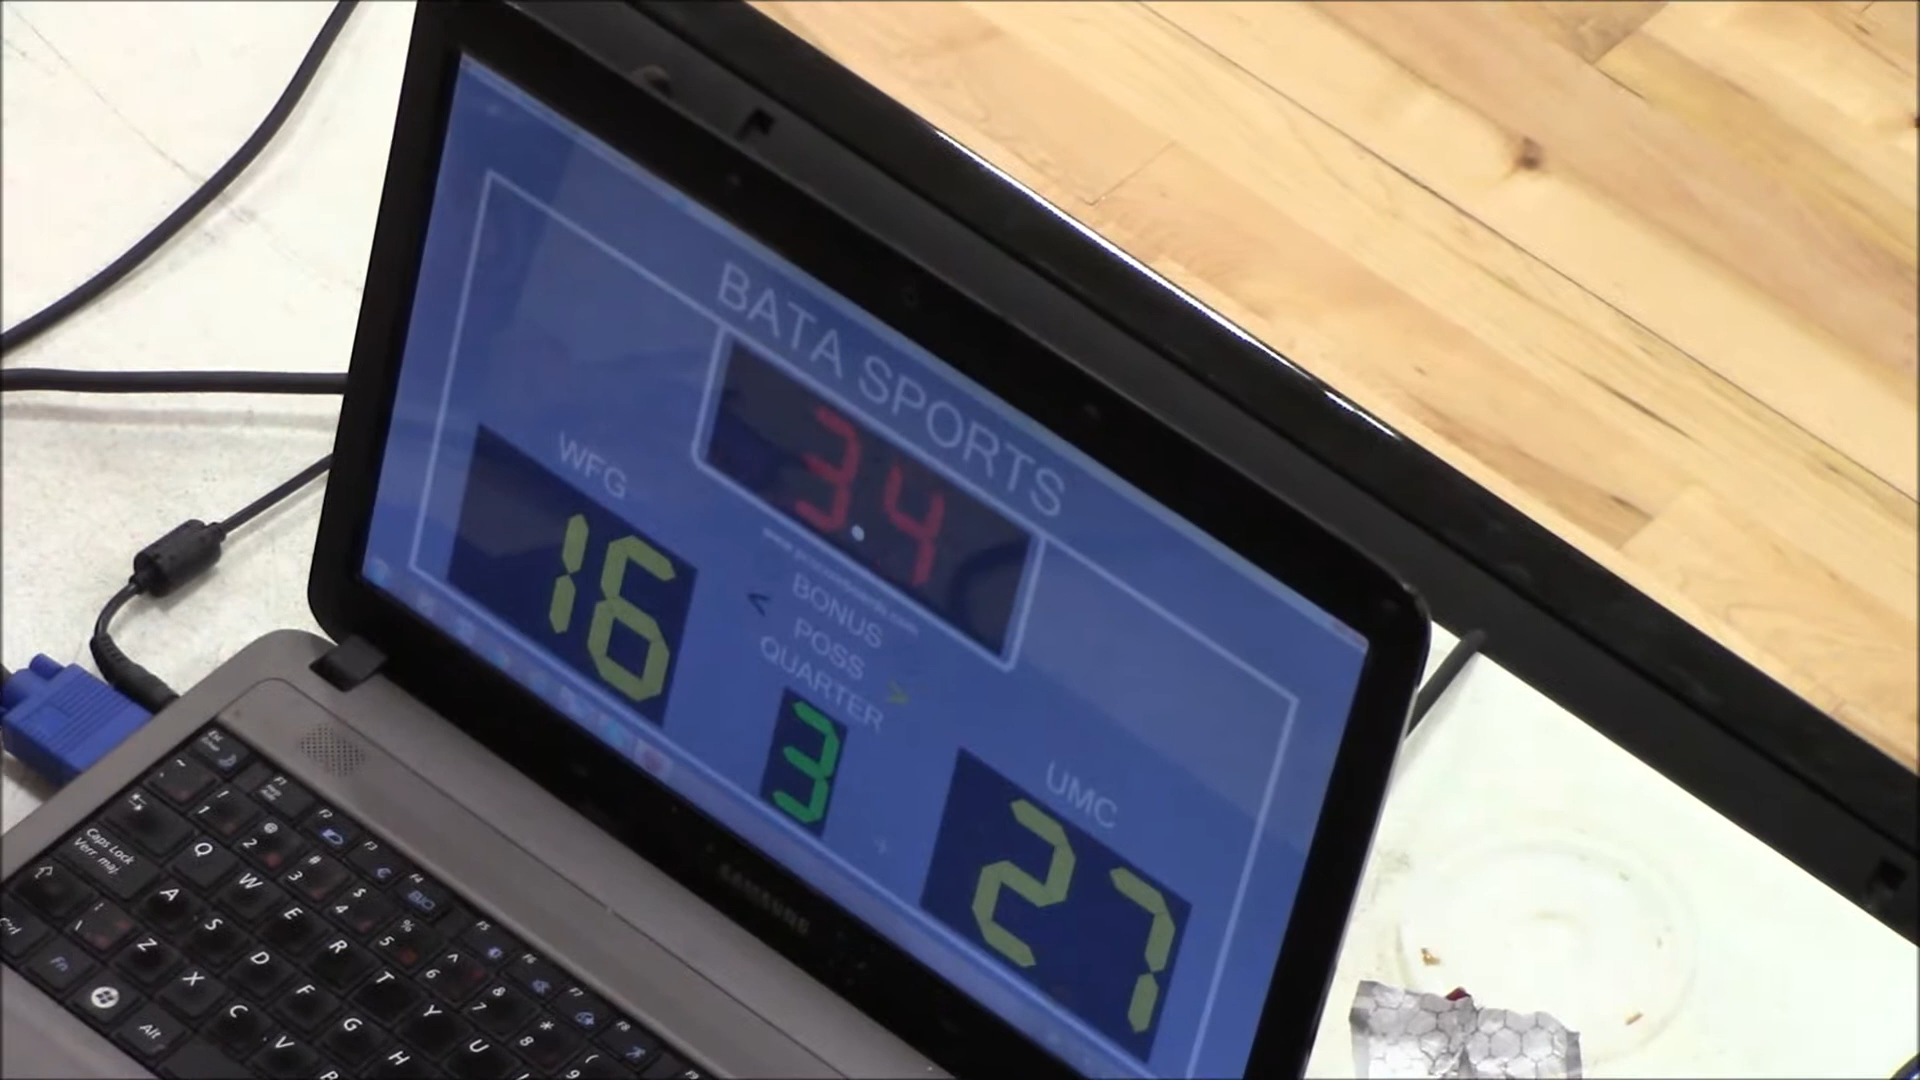 BATA SPORTS
3.4
WFG
16
BONUS
<
POSS
>
QUARTER
3
UMC
27
SAMSUNG
Caps Lock
Verr. maj.
Q W E R T Y U
A S D F G H
Z X C V
Fn
Alt